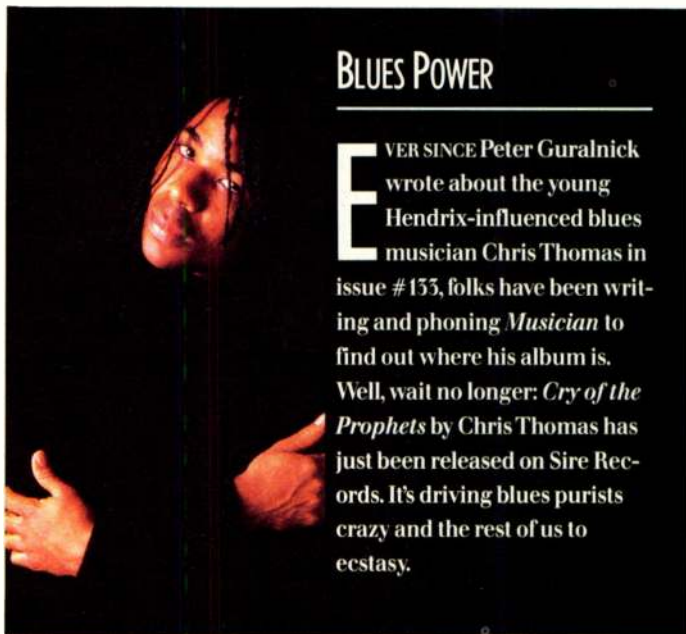 BLUES POWER
EVER SINCE Peter Guralnick
wrote about the young
Hendrix-influenced blues
musician Chris Thomas in
issue #133, folks have been writ-
ing and phoning Musician to
find out where his album is.
Well, wait no longer: Cry of the
Prophets by Chris Thomas has
just been released on Sire Rec-
ords. It's driving blues purists
crazy and the rest of us to
ecstasy.